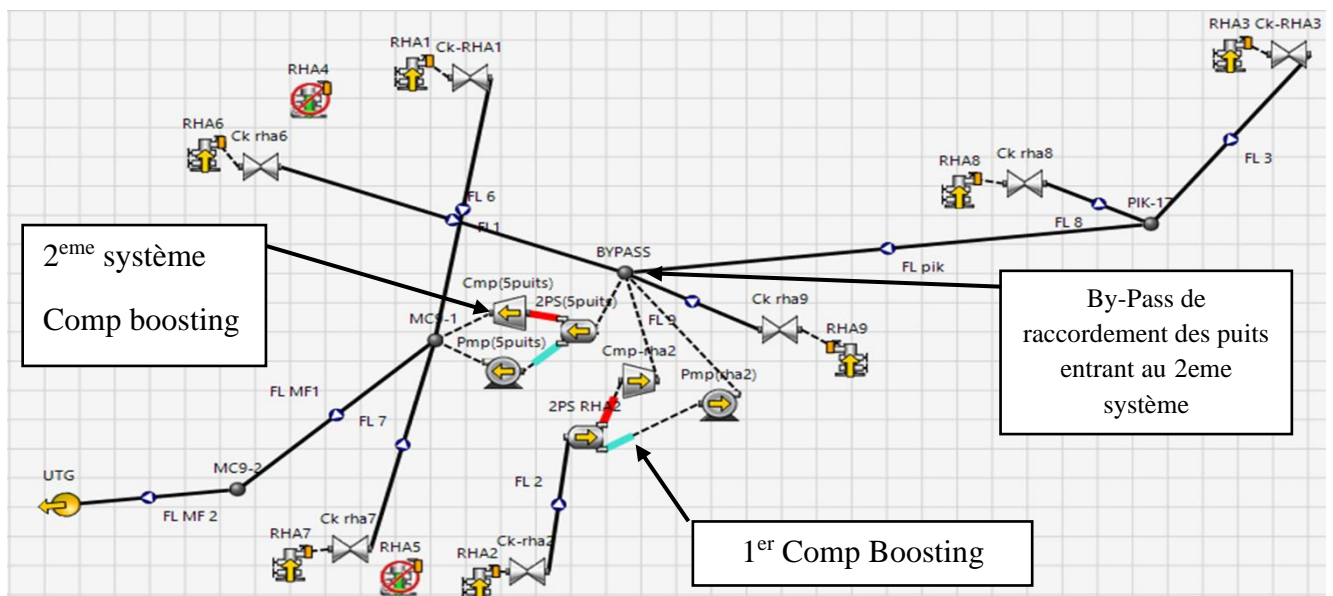 RHA1
Ck-RHA1
RHA3
Ck-RHA3
RHA4
RHA6
Ck rha6
RHA8
Ck rha8
FL 3
PIK-17
FL 6
FL1
FL 8
BYPASS
FL pik
2eme système
Comp boosting
Cmp(5puits)
2PS(5puits)
MC9-1
Pmp(5puits)
FL 9
Ck rha9
RHA9
By-Pass de
raccordement des puits
entrant au 2eme
système
Cmp-rha2
Pmp(rha2)
FL MF1
FL 7
2PS RHA2
UTG
MC9-2
FL 2
FL MF 2
Ck rha7
RHA7
RHA5
RHA2
Ck-rha2
1er Comp Boosting